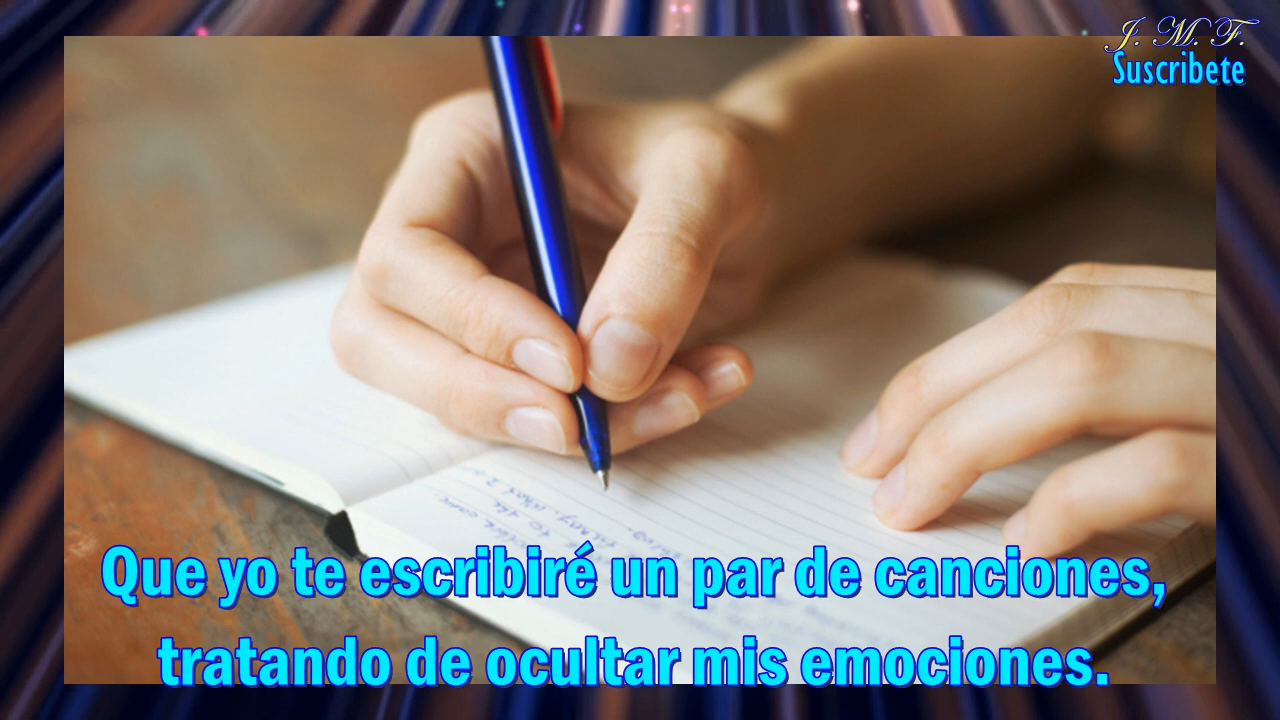 J. M. F.
Suscribete
Que yo te escribiré un par de canciones,
tratando de ocultar mis emociones.